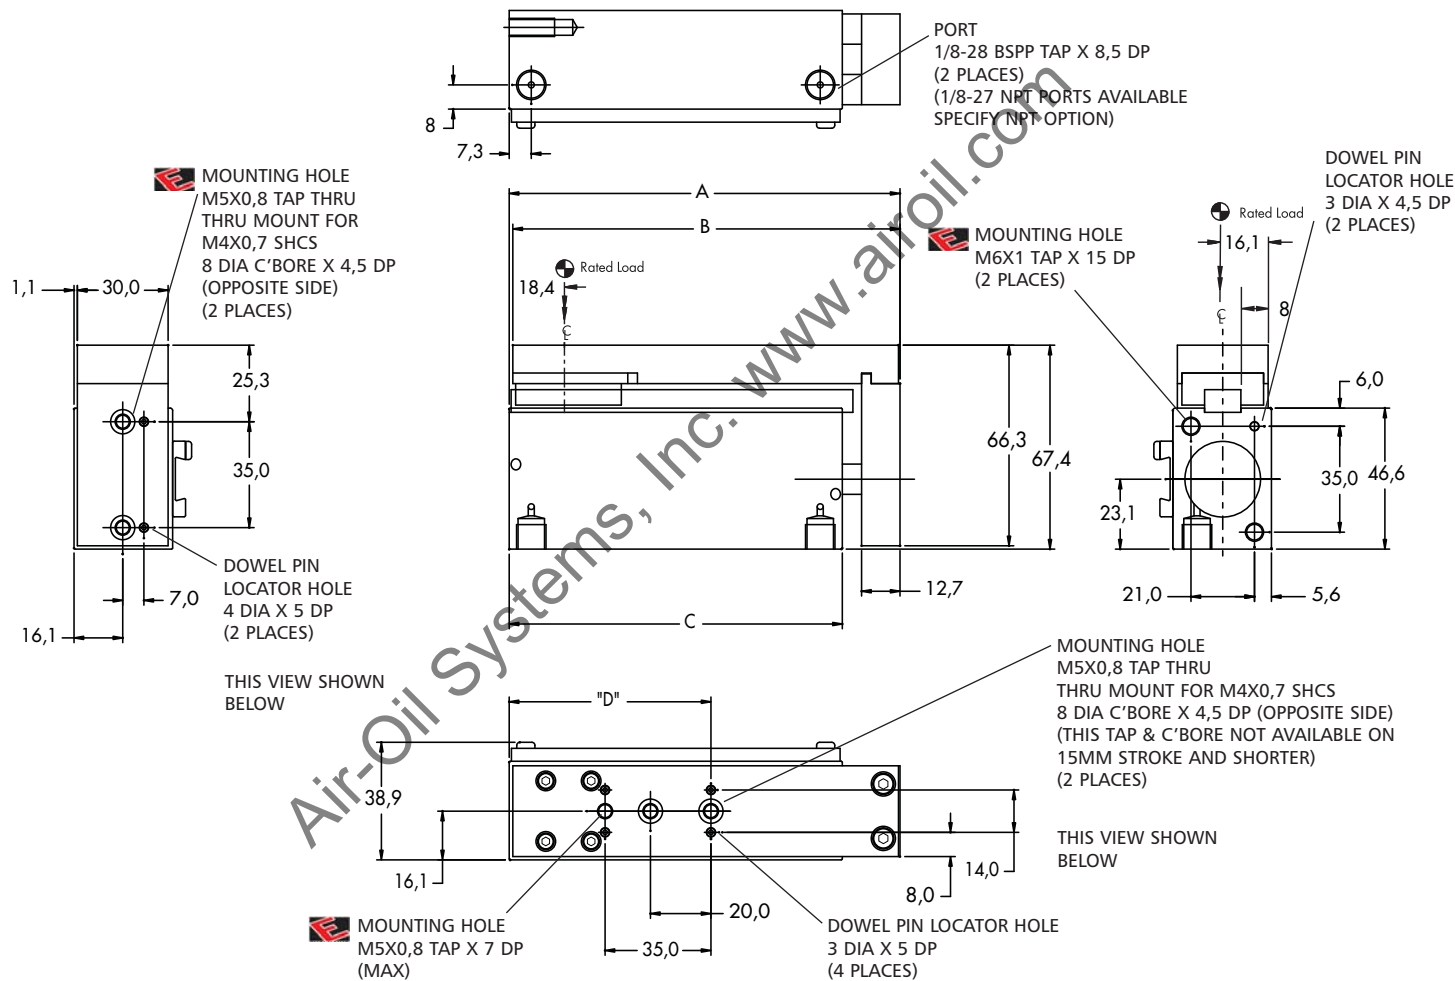 PORT
1/8-28 BSPP TAP X 8,5 DP
(2 PLACES)
(1/8-27 NPT PORTS AVAILABLE
SPECIFY NPT OPTION)
8
7,3
MOUNTING HOLE
M5X0,8 TAP THRU
THRU MOUNT FOR
M4X0,7 SHCS
8 DIA C'BORE X 4,5 DP
(OPPOSITE SIDE)
(2 PLACES)
1,1
30,0
25,3
35,0
7,0
16,1
DOWEL PIN
LOCATOR HOLE
4 DIA X 5 DP
(2 PLACES)
THIS VIEW SHOWN
BELOW
A
B
Rated Load
18,4
CL
66,3
67,4
12,7
C
MOUNTING HOLE
M6X1 TAP X 15 DP
(2 PLACES)
DOWEL PIN
LOCATOR HOLE
3 DIA X 4,5 DP
(2 PLACES)
Rated Load
16,1
8
CL
6,0
35,0
46,6
23,1
21,0
5,6
"D"
38,9
16,1
20,0
35,0
14,0
8,0
MOUNTING HOLE
M5X0,8 TAP THRU
THRU MOUNT FOR M4X0,7 SHCS
8 DIA C'BORE X 4,5 DP (OPPOSITE SIDE)
(THIS TAP & C'BORE NOT AVAILABLE ON
15MM STROKE AND SHORTER)
(2 PLACES)
THIS VIEW SHOWN
BELOW
MOUNTING HOLE
M5X0,8 TAP X 7 DP
(MAX)
DOWEL PIN LOCATOR HOLE
3 DIA X 5 DP
(4 PLACES)
Air-Oil Systems, Inc. www.airoil.com